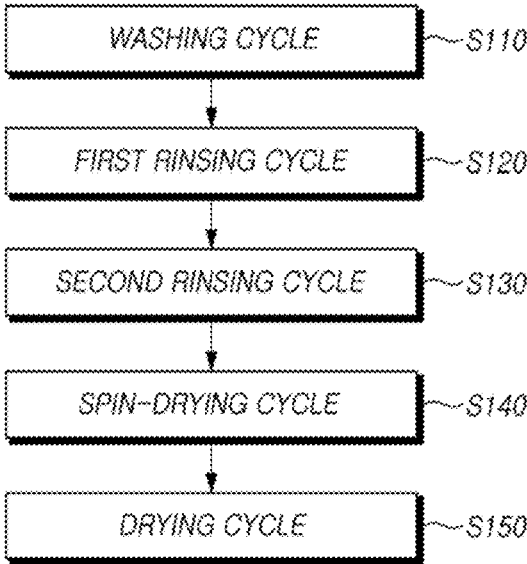 WASHING CYCLE S110
FIRST RINSING CYCLE S120
SECOND RINSING CYCLE S130
SPIN-DRYING CYCLE S140
DRYING CYCLE S150